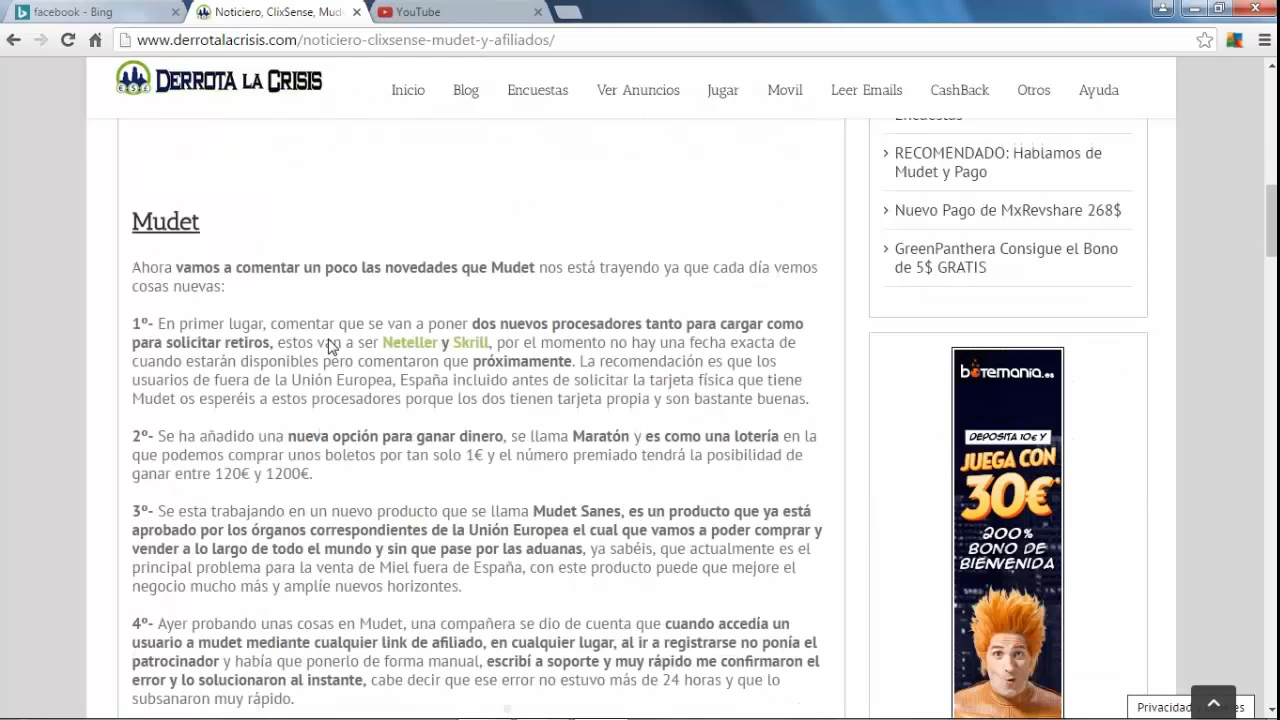 facebook - Bing
Noticiero, ClixSense, Mud
YouTube
www.derrotalacrisis.com/noticiero-clixsense-mudet-y-afiliados/
DERROTA LA CRISIS
Inicio
Blog
Encuestas
Ver Anuncios
Jugar
Movil
Leer Emails
CashBack
Otros
Ayuda
Mudet
Ahora vamos a comentar un poco las novedades que Mudet nos está trayendo ya que cada día vemos
cosas nuevas:
1º- En primer lugar, comentar que se van a poner dos nuevos procesadores tanto para cargar como
para solicitar retiros, estos van a ser Neteller y Skrill, por el momento no hay una fecha exacta de
cuando estarán disponibles pero comentaron que próximamente. La recomendación es que los
usuarios de fuera de la Unión Europea, España incluido antes de solicitar la tarjeta física que tiene
Mudet os esperéis a estos procesadores porque los dos tienen tarjeta propia y son bastante buenas.
2º- Se ha añadido una nueva opción para ganar dinero, se llama Maratón y es como una lotería en la
que podemos comprar unos boletos por tan solo 1€ y el número premiado tendrá la posibilidad de
ganar entre 120€ y 1200€.
3º- Se esta trabajando en un nuevo producto que se llama Mudet Sanes, es un producto que ya está
aprobado por los órganos correspondientes de la Unión Europea el cual que vamos a poder comprar y
vender a lo largo de todo el mundo y sin que pase por las aduanas, ya sabéis, que actualmente es el
principal problema para la venta de Miel fuera de España, con este producto puede que mejore el
negocio mucho más y amplíe nuevos horizontes.
4º- Ayer probando unas cosas en Mudet, una compañera se dio de cuenta que cuando accedía un
usuario a mudet mediante cualquier link de afiliado, en cualquier lugar, al ir a registrarse no ponía el
patrocinador y había que ponerlo de forma manual, escribí a soporte y muy rápido me confirmaron el
error y lo solucionaron al instante, cabe decir que ese error no estuvo más de 24 horas y que lo
subsanaron muy rápido.
Encuestas
RECOMENDADO: Hablamos de
Mudet y Pago
Nuevo Pago de MxRevshare 268$
GreenPanthera Consigue el Bono
de 5$ GRATIS
botemania.es
DEPOSITA 10€ Y
JUEGA CON
30€
200%
BONO DE
BIENVENIDA
Privacidad y Cookies